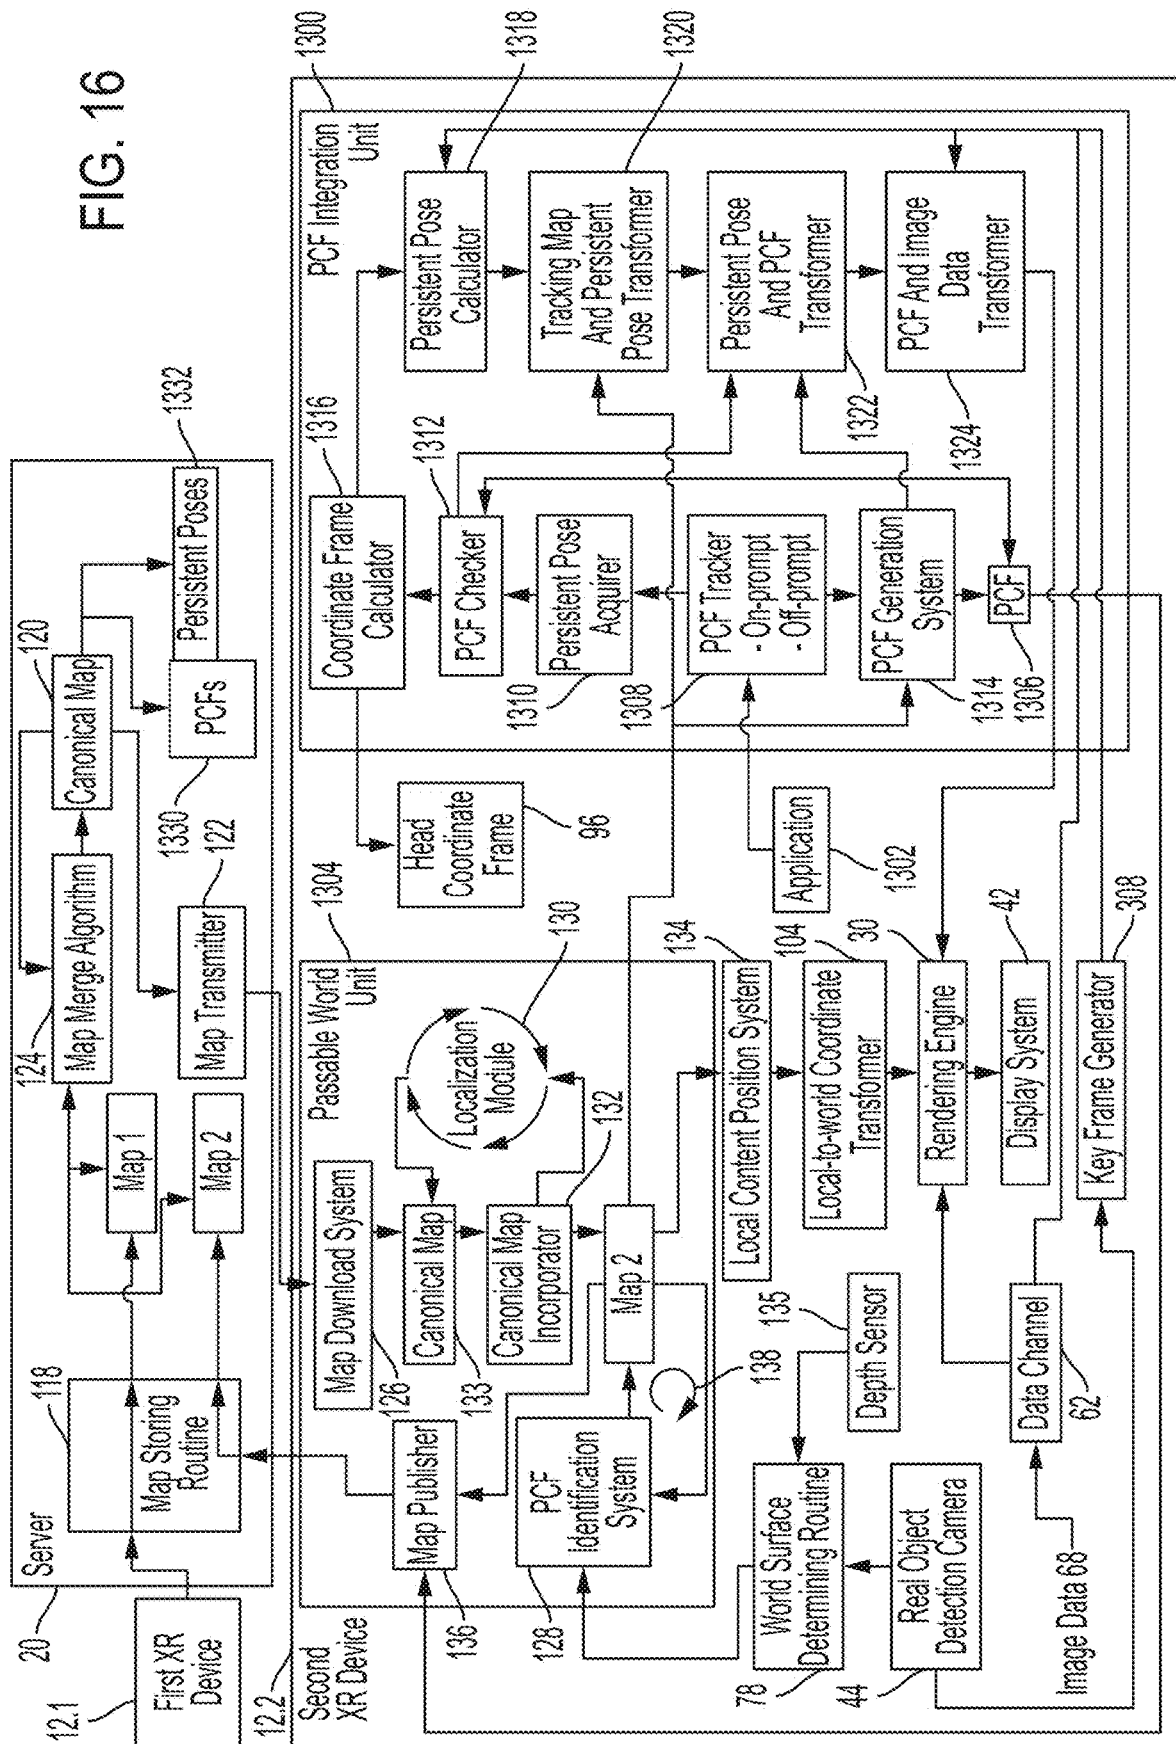 FIG. 16
12.1
First XR
Device
20
Server
118
Map Storing
Routine
Map 1
Map 2
124
Map Merge Algorithm
120
Canonical Map
Map Transmitter
122
PCFs
1330
Persistent Poses
1332
12.2
Second
XR Device
Passable World
Unit
1304
Map Download System
126
Canonical Map
133
Canonical Map
Incorporator
132
Localization
Module
130
Map 2
Map Publisher
136
PCF
Identification
System
128
138
Head
Coordinate
Frame
96
Application
1302
PCF Integration
Unit
1300
Coordinate Frame
Calculator
1316
PCF Checker
1312
Persistent Pose
Acquirer
1310
PCF Tracker
- On-prompt
- Off-prompt
1308
PCF Generation
System
1314
PCF
1306
Persistent Pose
Calculator
1318
Tracking Map
And Persistent
Pose Transformer
1320
Persistent Pose
And PCF
Transformer
1322
PCF And Image
Data
Transformer
1324
Local Content Position System
134
Local-to-world Coordinate
Transformer
104
Rendering Engine
30
Display System
42
Key Frame Generator
308
World Surface
Determining Routine
78
Depth Sensor
135
Real Object
Detection Camera
44
Data Channel
62
Image Data 68